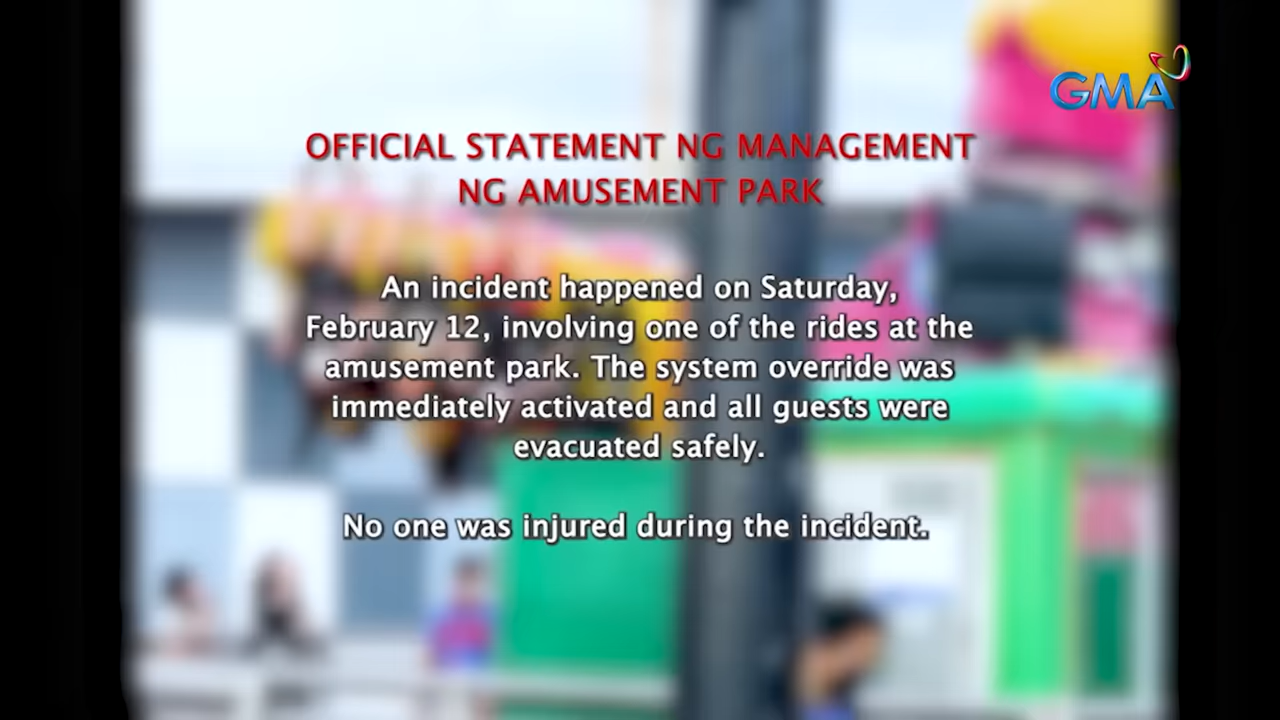 GMA
OFFICIAL STATEMENT NG MANAGEMENT
NG AMUSEMENT PARK
An incident happened on Saturday,
February 12, involving one of the rides at the
amusement park. The system override was
immediately activated and all guests were
evacuated safely.
No one was injured during the incident.